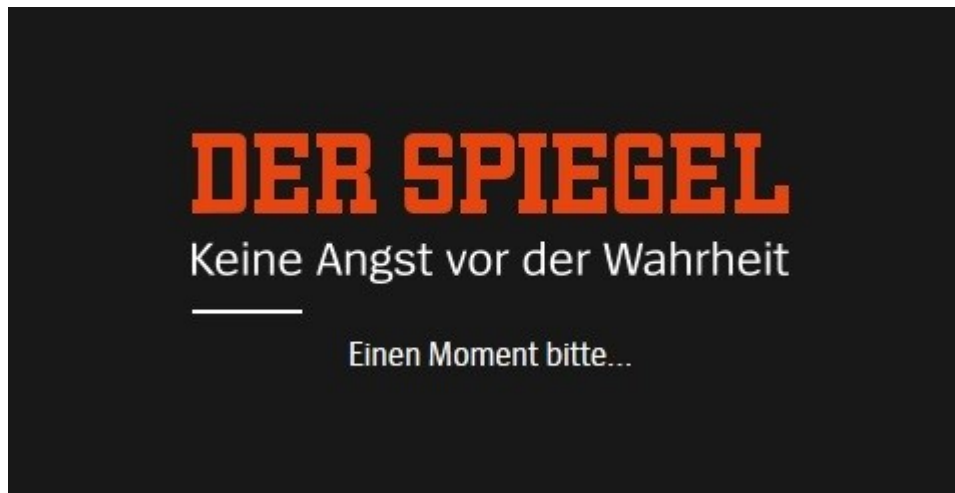 DER SPIEGEL
Keine Angst vor der Wahrheit
Einen Moment bitte...